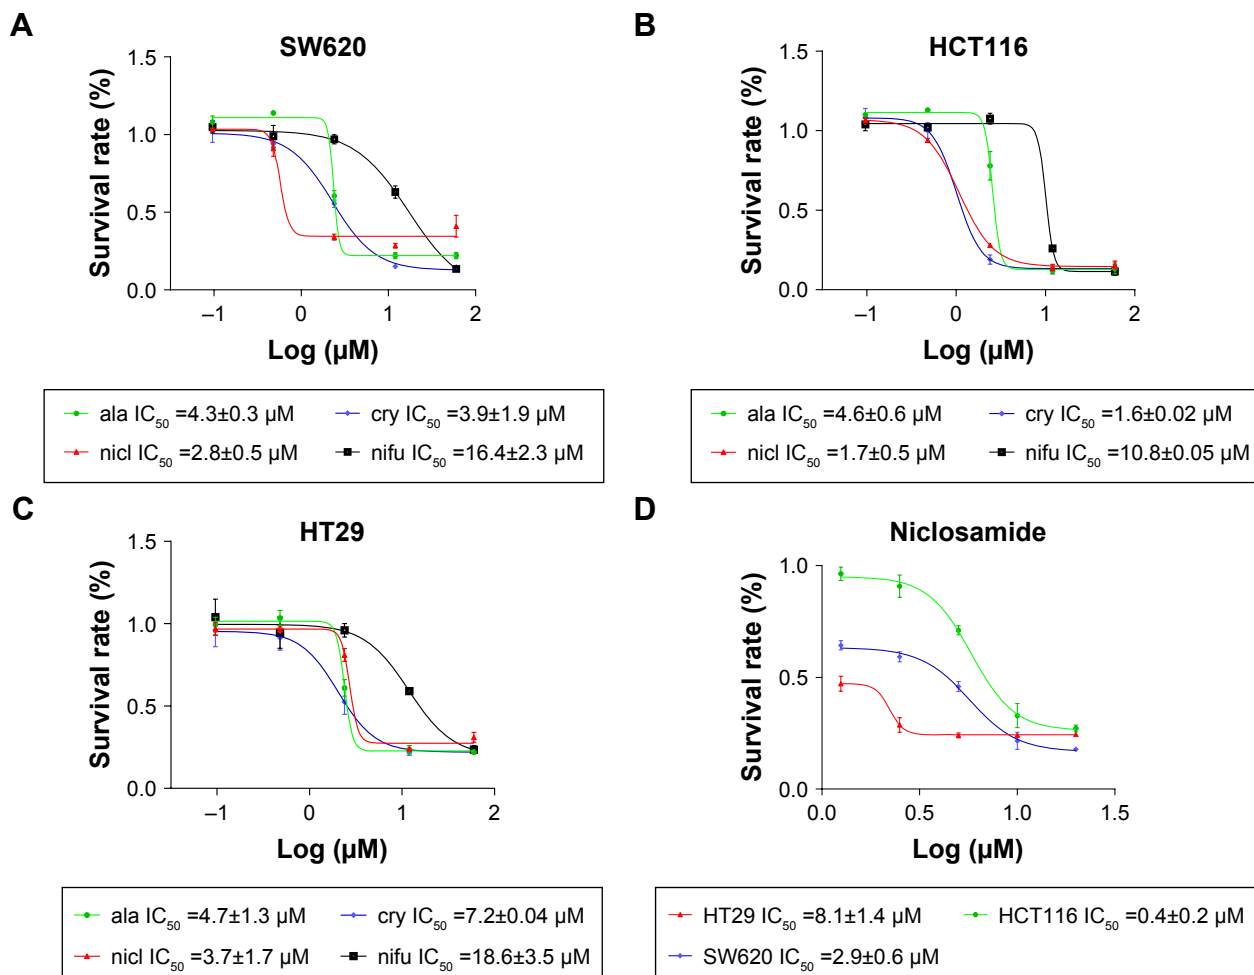 A
SW620
1.5
1.0
0.5
0.0
Survival rate (%)
–1 0 1 2
Log (µM)
ala IC50 =4.3±0.3 µM cry IC50 =3.9±1.9 µM
nicl IC50 =2.8±0.5 µM nifu IC50 =16.4±2.3 µM
B
HCT116
1.5
1.0
0.5
0.0
Survival rate (%)
–1 0 1 2
Log (µM)
ala IC50 =4.6±0.6 µM cry IC50 =1.6±0.02 µM
nicl IC50 =1.7±0.5 µM nifu IC50 =10.8±0.05 µM
C
HT29
1.5
1.0
0.5
0.0
Survival rate (%)
–1 0 1 2
Log (µM)
ala IC50 =4.7±1.3 µM cry IC50 =7.2±0.04 µM
nicl IC50 =3.7±1.7 µM nifu IC50 =18.6±3.5 µM
D
Niclosamide
1.0
0.5
0.0
Survival rate (%)
0.0 0.5 1.0 1.5
Log (µM)
HT29 IC50 =8.1±1.4 µM HCT116 IC50 =0.4±0.2 µM
SW620 IC50 =2.9±0.6 µM